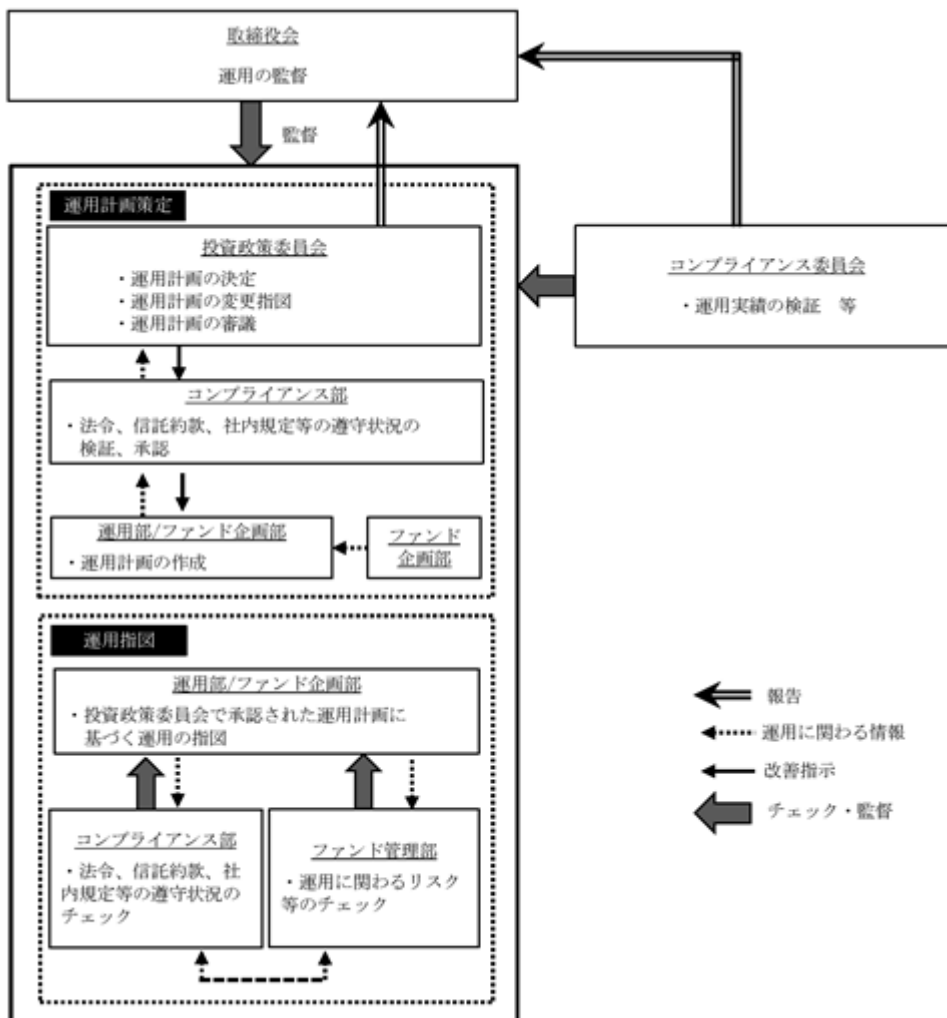 取締役会
運用の監督
監督
運用計画策定
投資政策委員会
・運用計画の決定
・運用計画の変更指図
・運用計画の審議
コンプライアンス委員会
・運用実績の検証　等
コンプライアンス部
・法令、信託約款、社内規定等の遵守状況の
検証、承認
運用部/ファンド企画部
・運用計画の作成
ファンド
企画部
運用指図
運用部/ファンド企画部
・投資政策委員会で承認された運用計画に
基づく運用の指図
コンプライアンス部
・法令、信託約款、社
内規定等の遵守状況の
チェック
ファンド管理部
・運用に関わるリスク
等のチェック
報告
運用に関わる情報
改善指示
チェック・監督